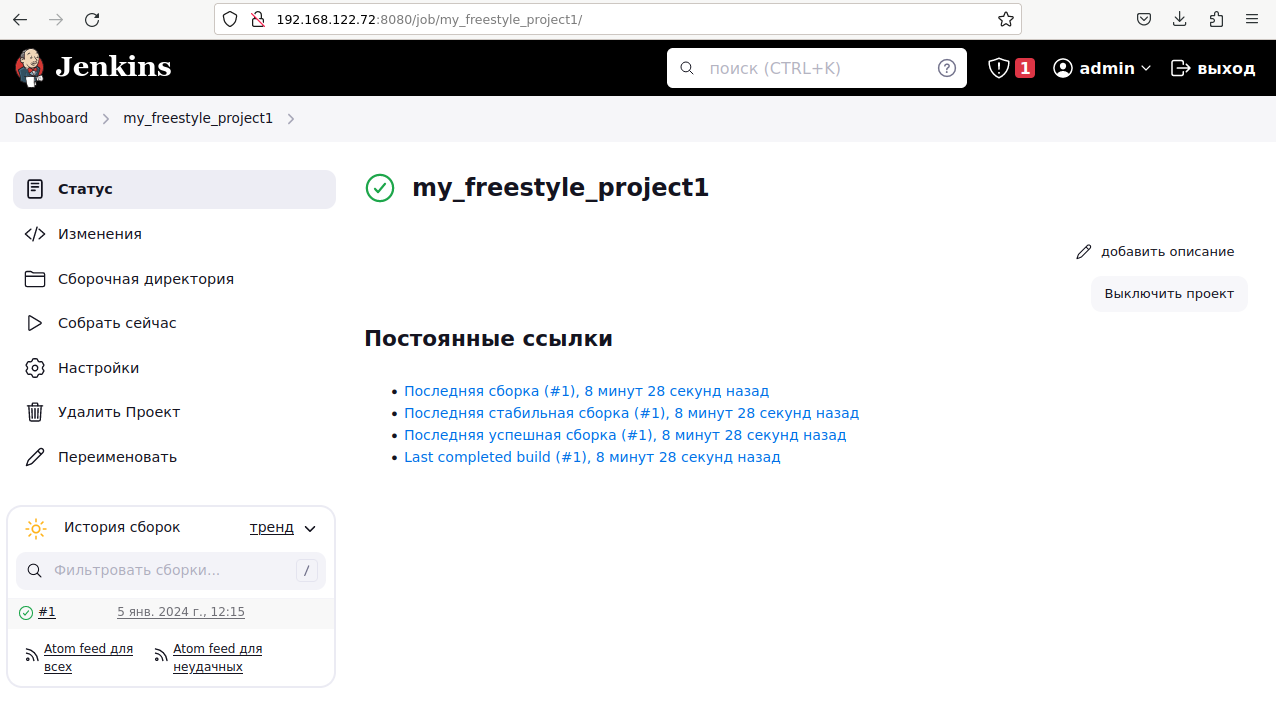 192.168.122.72:8080/job/my_freestyle_project1/
Jenkins
поиск (CTRL+K)
?
1
admin
выход
Dashboard
my_freestyle_project1
Статус
Изменения
Сборочная директория
Собрать сейчас
Настройки
Удалить Проект
Переименовать
my_freestyle_project1
добавить описание
Выключить проект
Постоянные ссылки
Последняя сборка (#1), 8 минут 28 секунд назад
Последняя стабильная сборка (#1), 8 минут 28 секунд назад
Последняя успешная сборка (#1), 8 минут 28 секунд назад
Last completed build (#1), 8 минут 28 секунд назад
История сборок
тренд
Фильтровать сборки...
/
#1
5 янв. 2024 г., 12:15
Atom feed для
всех
Atom feed для
неудачных